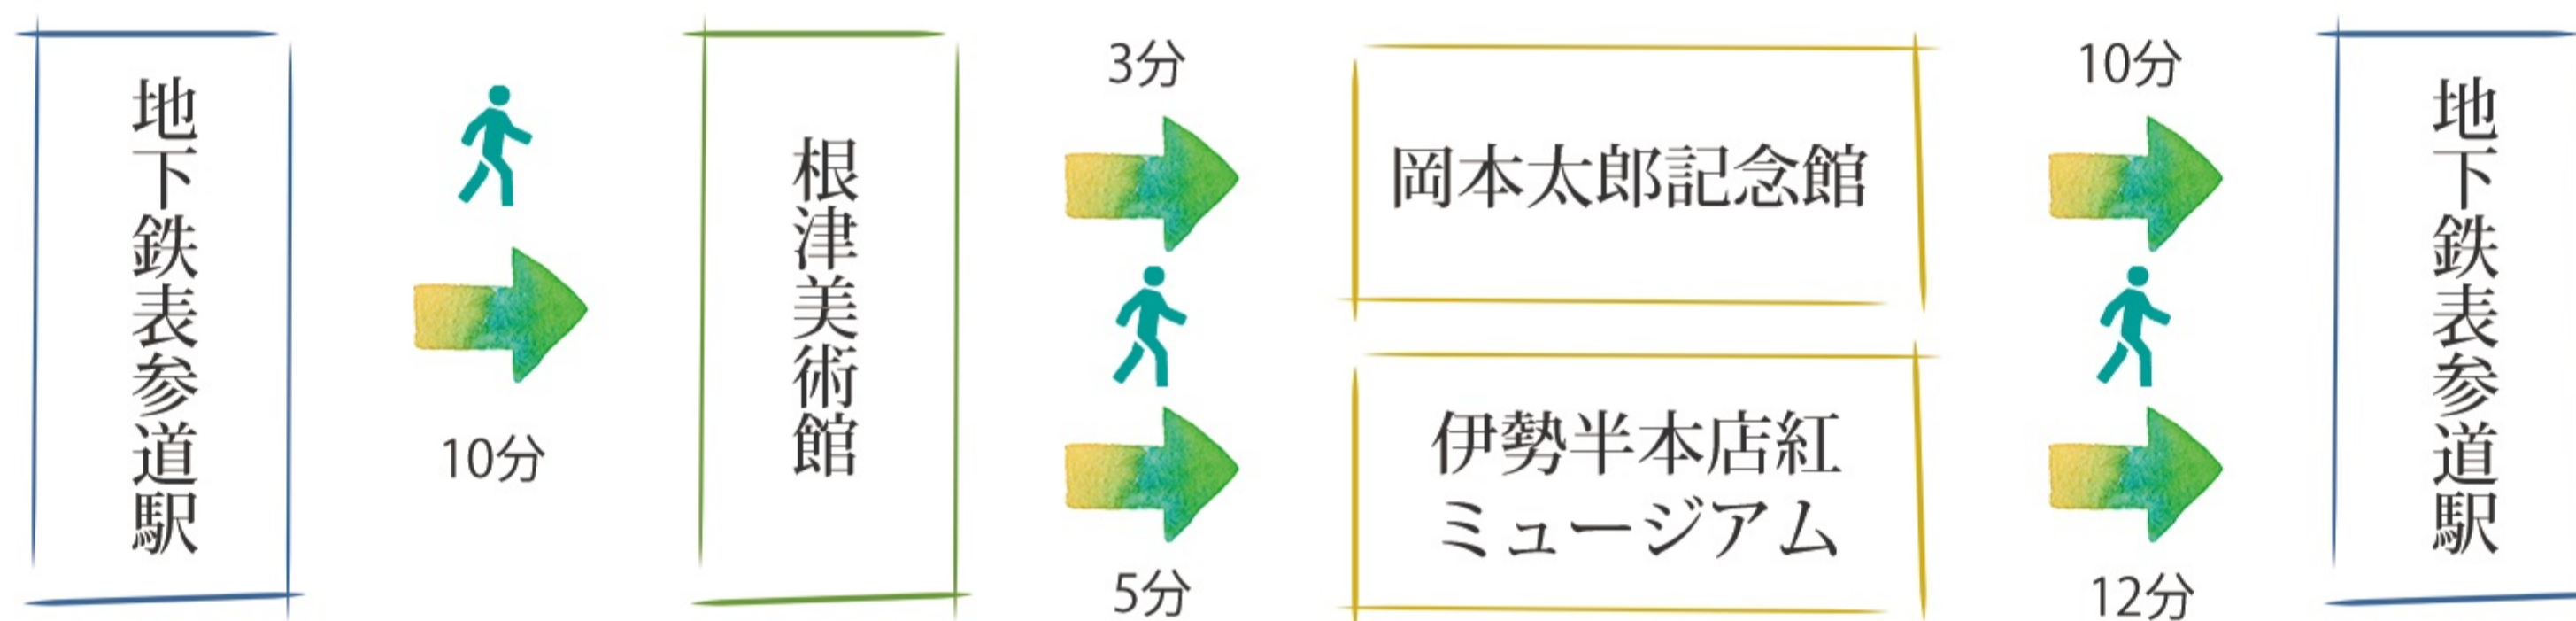 地下鉄表参道駅
10分
根津美術館
3分
5分
岡本太郎記念館
伊勢半本店紅
ミュージアム
10分
12分
地下鉄表参道駅